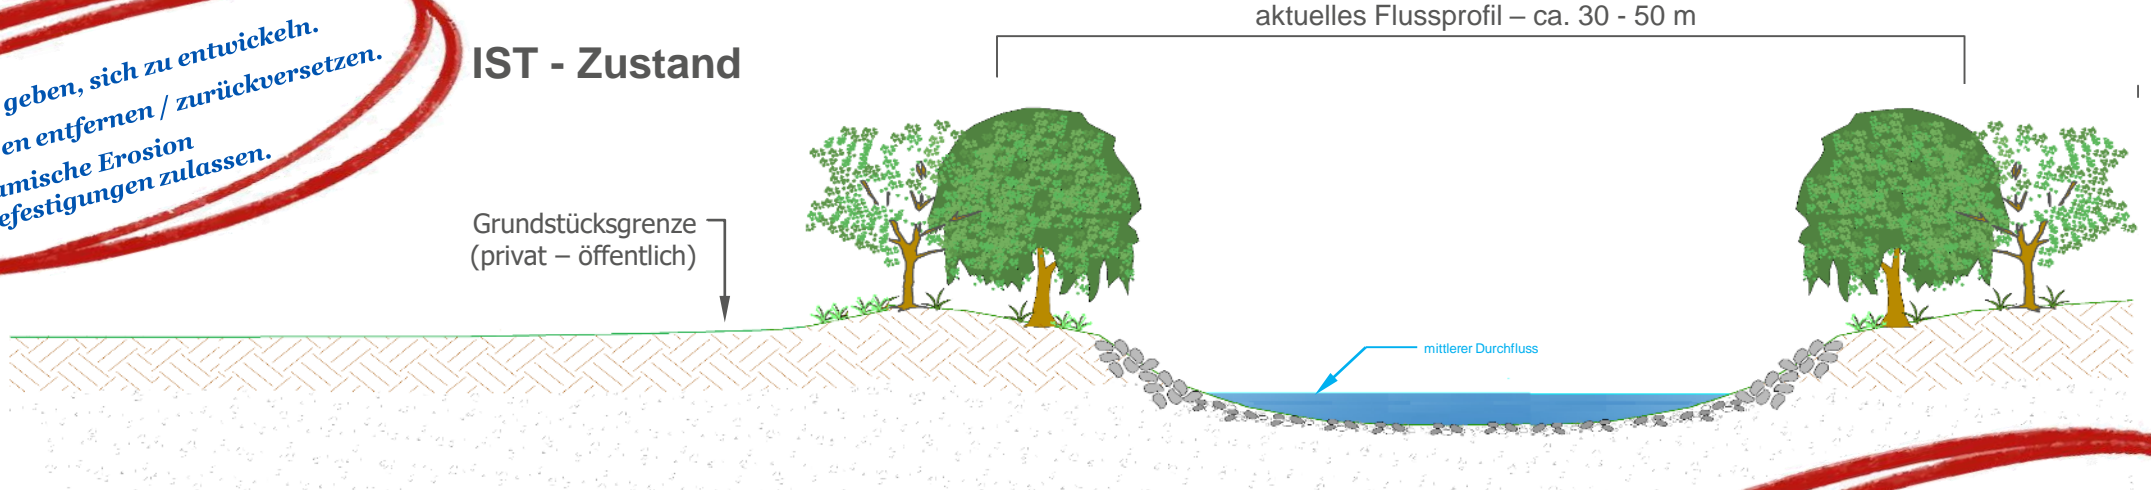 aktuelles Flussprofil – ca. 30 - 50 m
IST - Zustand
geben, sich zu entwickeln.
en entfernen / zurückversetzen.
amische Erosion
efestigungen zulassen.
Grundstücksgrenze
(privat – öffentlich)
mittlerer Durchfluss